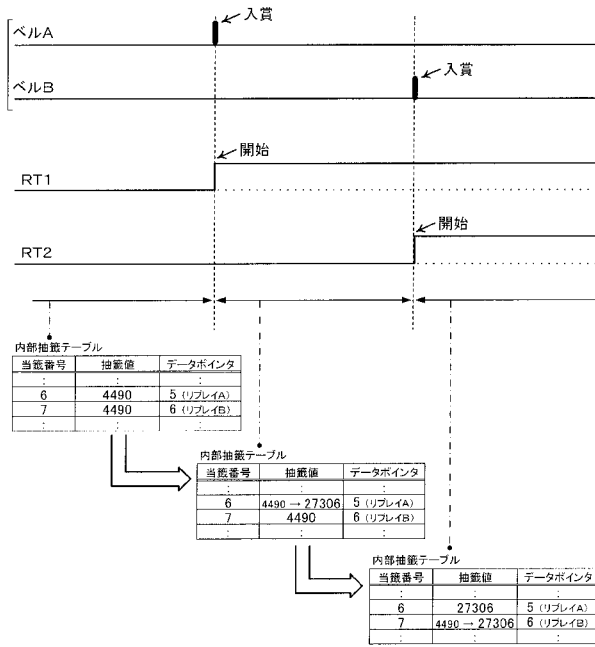 ベルA
入賞
ベルB
入賞
開始
RT1
開始
RT2
内部抽籤テーブル
当籤番号 抽籤値 データポインタ
: : :
6 4490 5 (リプレイA)
7 4490 6 (リプレイB)
: : :
内部抽籤テーブル
当籤番号 抽籤値 データポインタ
: : :
6 4490 → 27306 5 (リプレイA)
7 4490 6 (リプレイB)
: : :
内部抽籤テーブル
当籤番号 抽籤値 データポインタ
: : :
6 27306 5 (リプレイA)
7 4490 → 27306 6 (リプレイB)
: : :